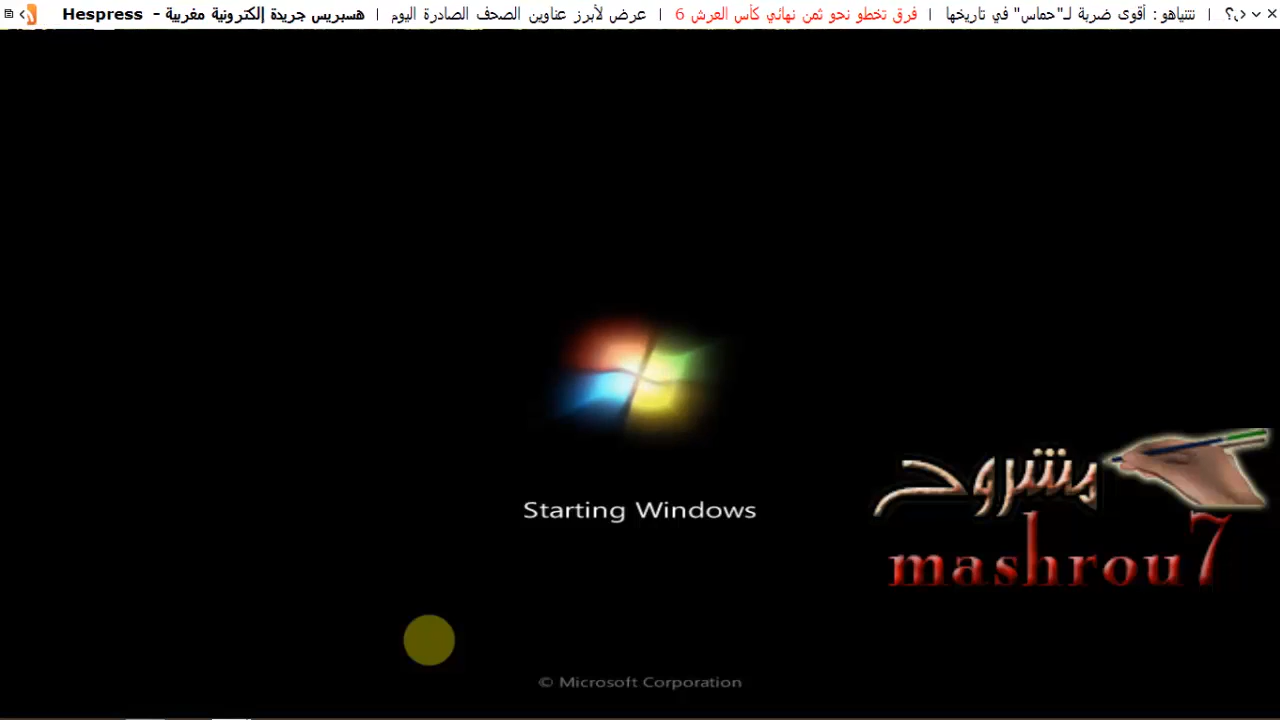 هسبريس جريدة إلكترونية مغربية - Hespress | عرض لأبرز عناوين الصحف الصادرة اليوم | 6 فرق تخطو نحو ثمن نهائي كأس العرش | نتنياهو: أقوى ضربة لـ"حماس" في تاريخها |
Starting Windows
مشروح
mashrou7
© Microsoft Corporation